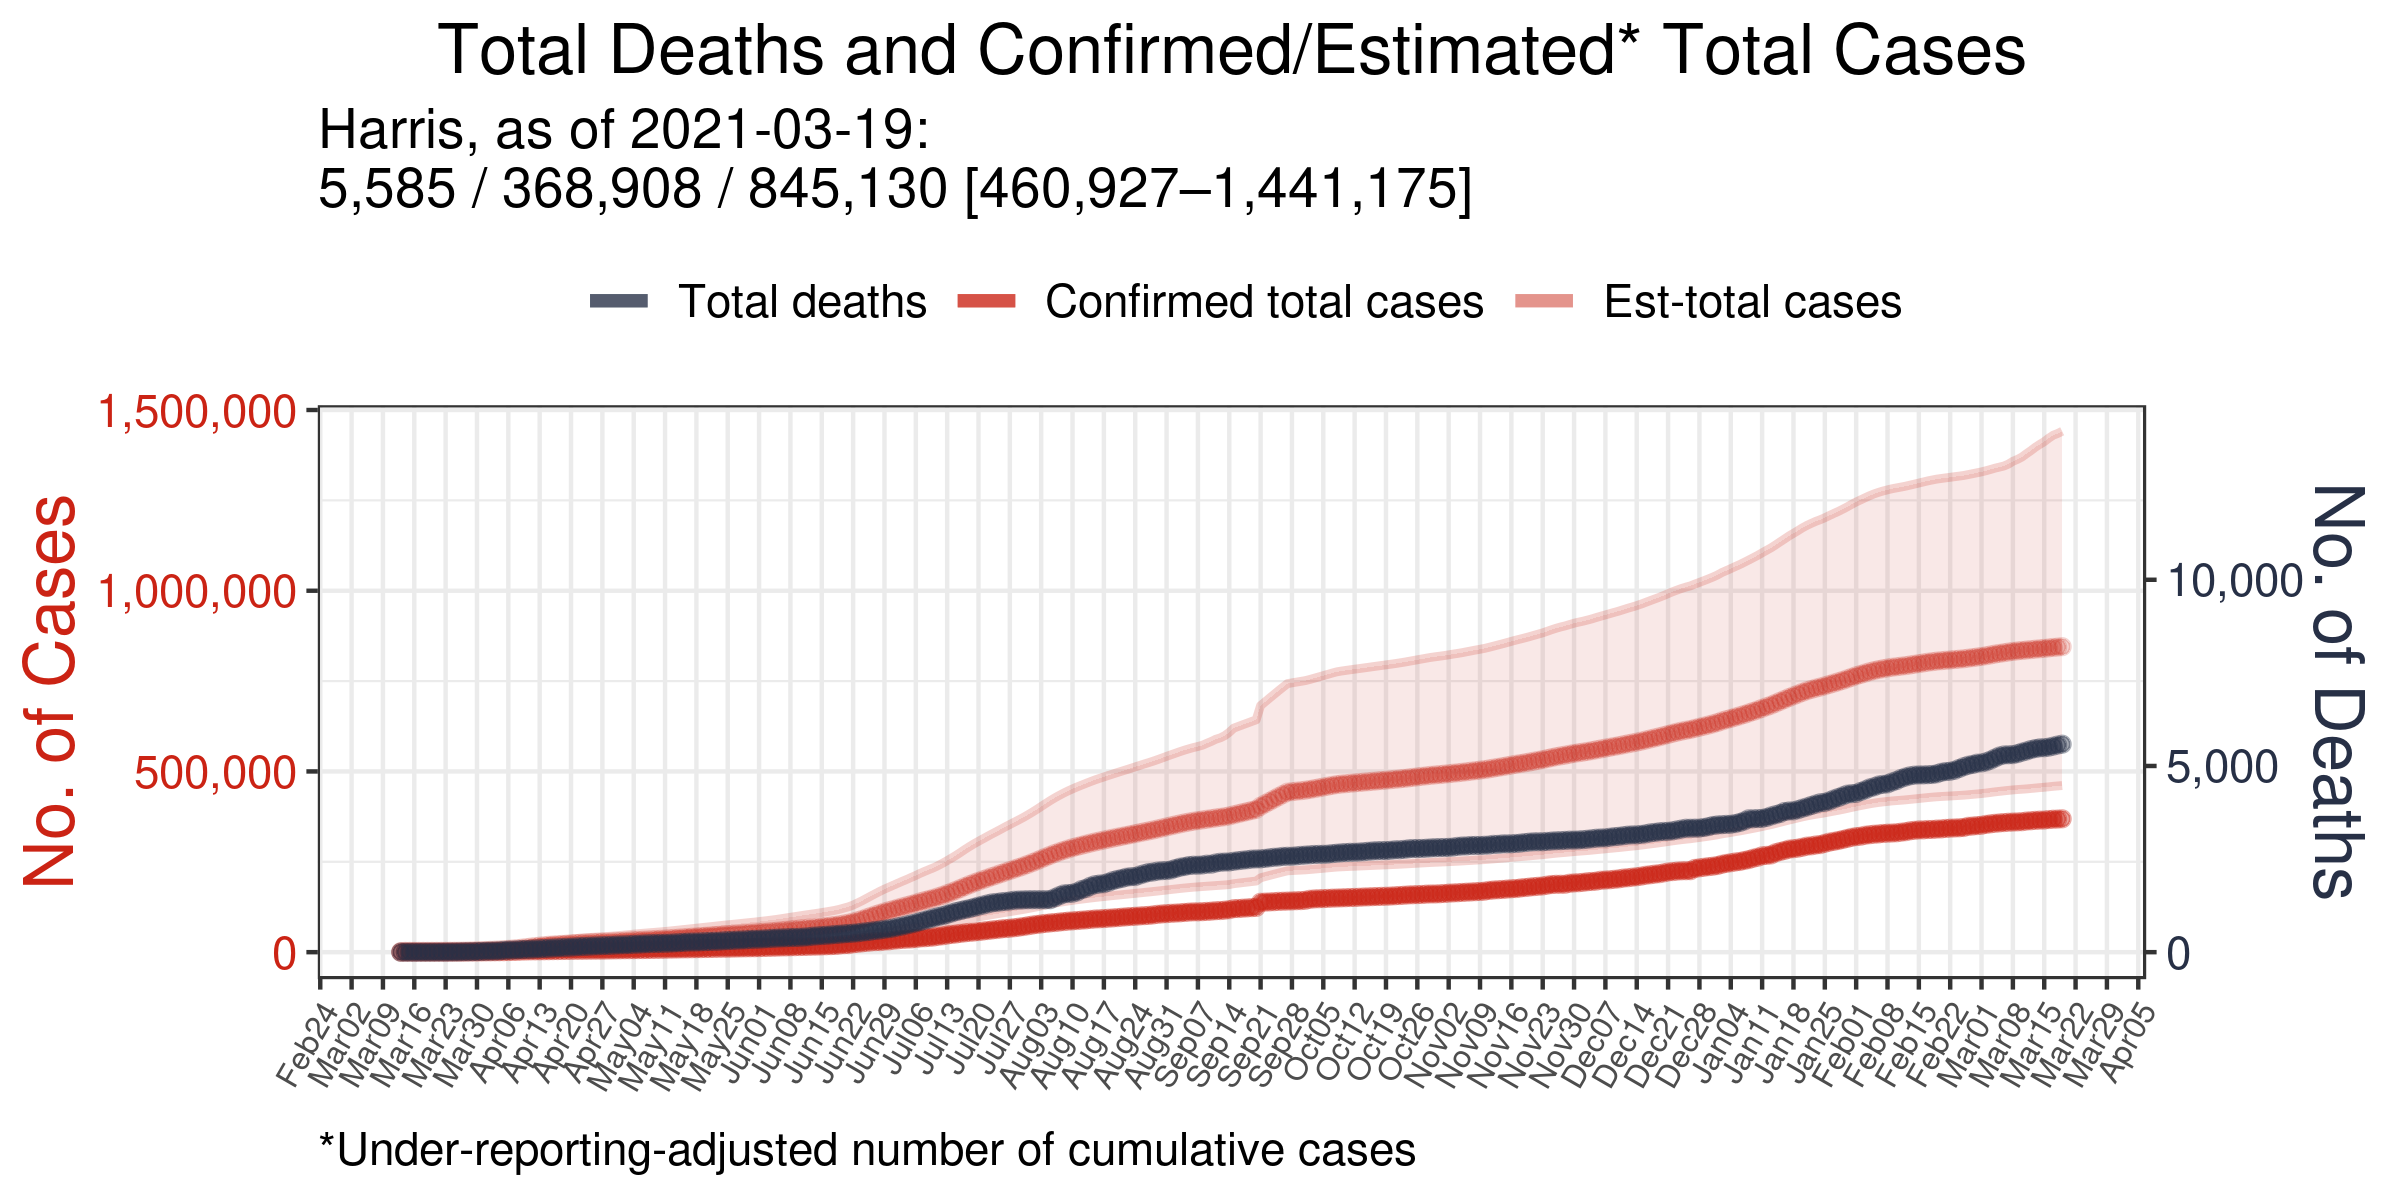 Total Deaths and Confirmed/Estimated* Total Cases
Harris, as of 2021-03-19:
5,585 / 368,908 / 845,130 [460,927–1,441,175]
Total deaths
Confirmed total cases
Est-total cases
No. of Cases
1,500,000
1,000,000
500,000
0
No. of Deaths
10,000
5,000
0
Feb24
Mar02
Mar09
Mar16
Mar23
Mar30
Apr06
Apr13
Apr20
Apr27
May04
May11
May18
May25
Jun01
Jun08
Jun15
Jun22
Jun29
Jul06
Jul13
Jul20
Jul27
Aug03
Aug10
Aug17
Aug24
Aug31
Sep07
Sep14
Sep21
Sep28
Oct05
Oct12
Oct19
Oct26
Nov02
Nov09
Nov16
Nov23
Nov30
Dec07
Dec14
Dec21
Dec28
Jan04
Jan11
Jan18
Jan25
Feb01
Feb08
Feb15
Feb22
Mar01
Mar08
Mar15
Mar22
Mar29
Apr05
*Under-reporting-adjusted number of cumulative cases